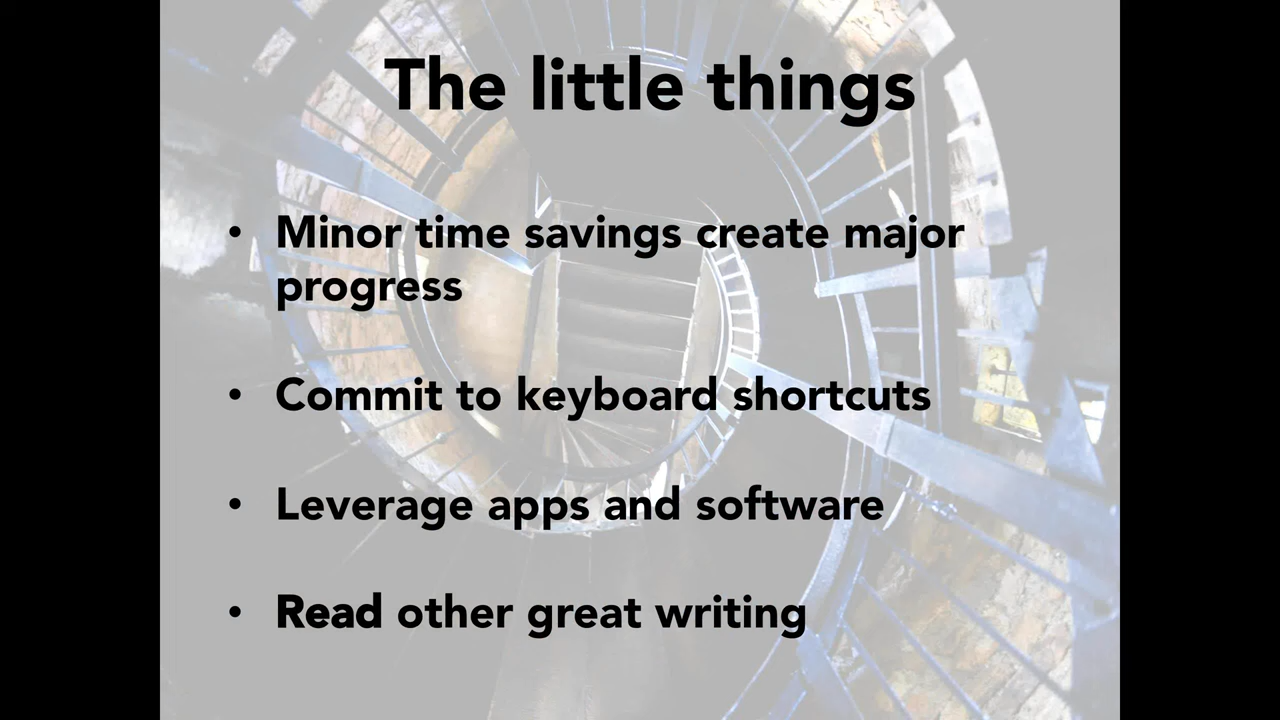 The little things
• Minor time savings create major
progress
• Commit to keyboard shortcuts
• Leverage apps and software
• Read other great writing